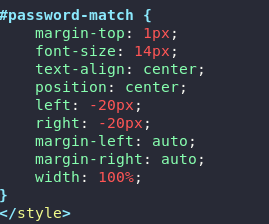 #password-match {
    margin-top: 1px;
    font-size: 14px;
    text-align: center;
    position: center;
    left: -20px;
    right: -20px;
    margin-left: auto;
    margin-right: auto;
    width: 100%;
}
</style>